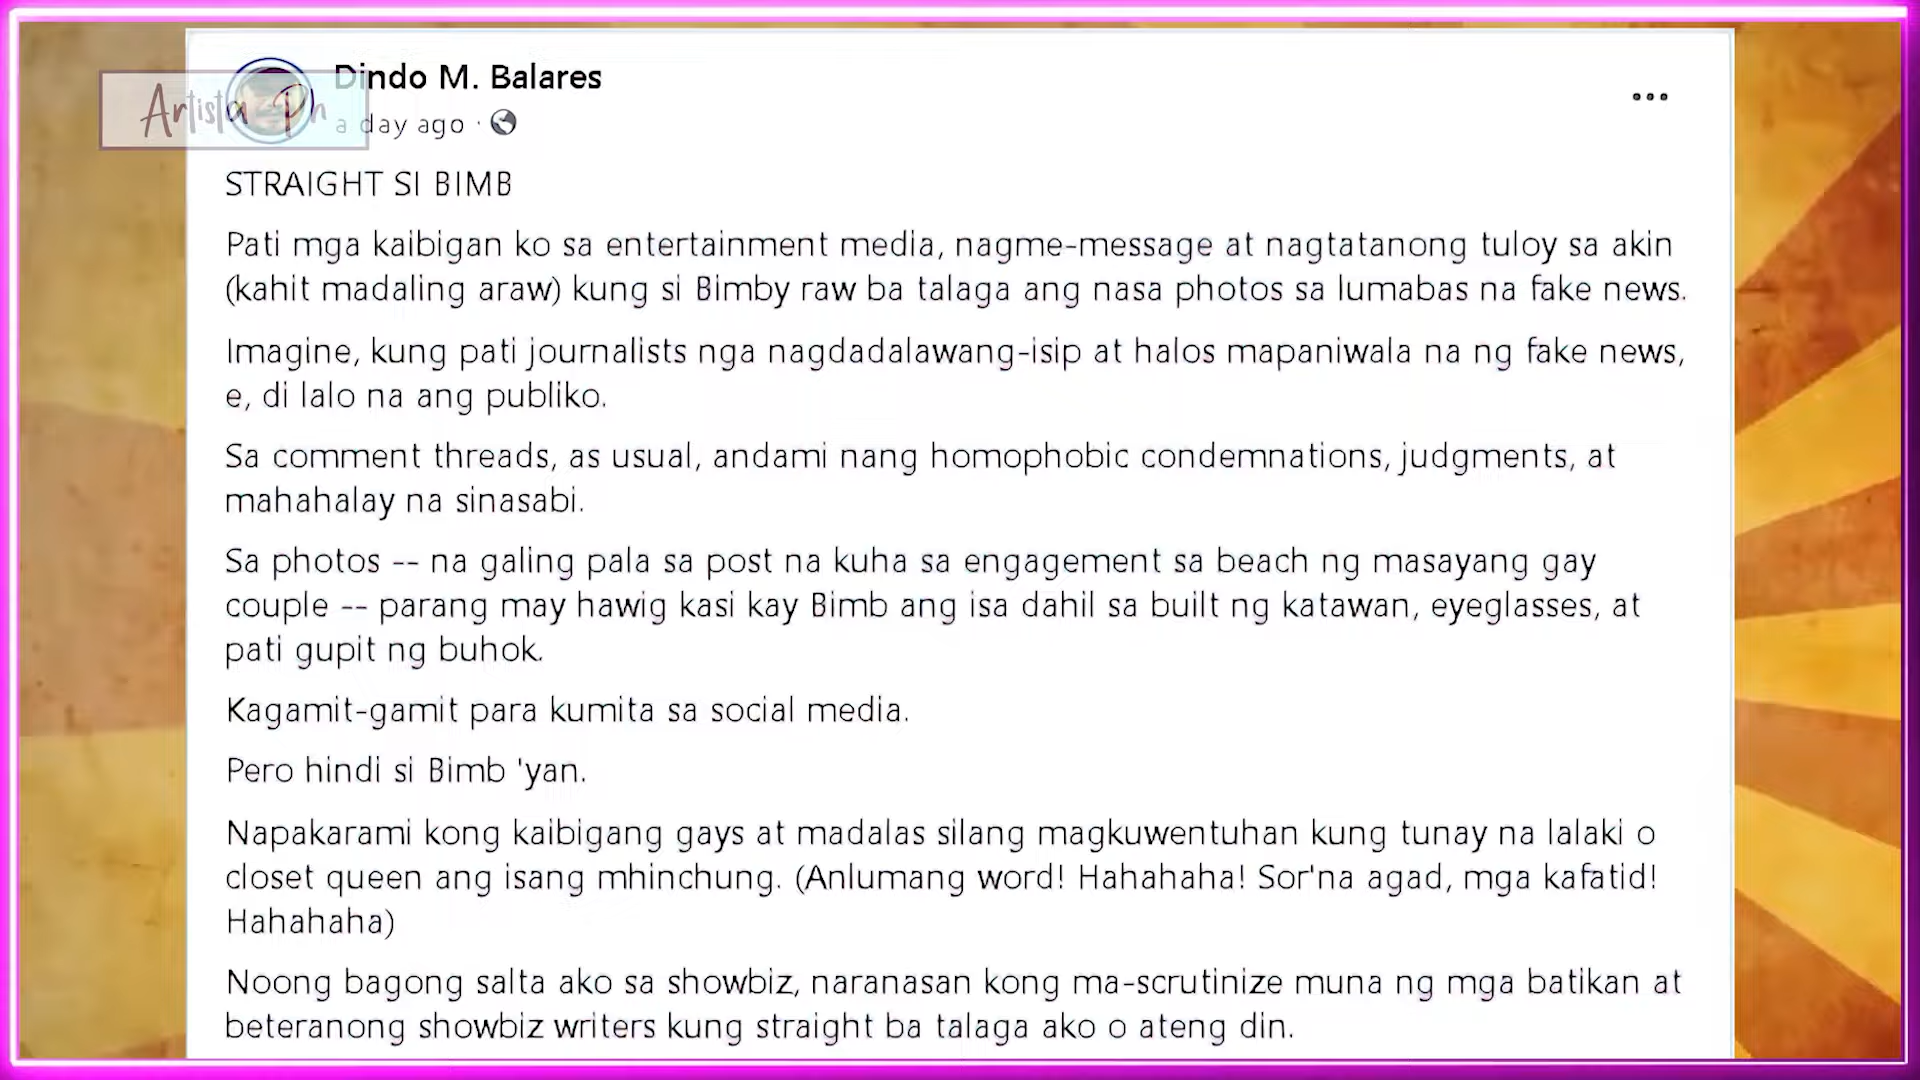 Artista Ph
Dindo M. Balares
a day ago ·
STRAIGHT SI BIMB
Pati mga kaibigan ko sa entertainment media, nagme-message at nagtatanong tuloy sa akin
(kahit madaling araw) kung si Bimby raw ba talaga ang nasa photos sa lumabas na fake news.
Imagine, kung pati journalists nga nagdadalawang-isip at halos mapaniwala na ng fake news,
e, di lalo na ang publiko.
Sa comment threads, as usual, andami nang homophobic condemnations, judgments, at
mahahalay na sinasabi.
Sa photos -- na galing pala sa post na kuha sa engagement sa beach ng masayang gay
couple -- parang may hawig kasi kay Bimb ang isa dahil sa built ng katawan, eyeglasses, at
pati gupit ng buhok.
Kagamit-gamit para kumita sa social media.
Pero hindi si Bimb 'yan.
Napakarami kong kaibigang gays at madalas silang magkuwentuhan kung tunay na lalaki o
closet queen ang isang mhinchung. (Anlumang word! Hahahaha! Sor'na agad, mga kafatid!
Hahahaha)
Noong bagong salta ako sa showbiz, naranasan kong ma-scrutinize muna ng mga batikan at
beteranong showbiz writers kung straight ba talaga ako o ateng din.